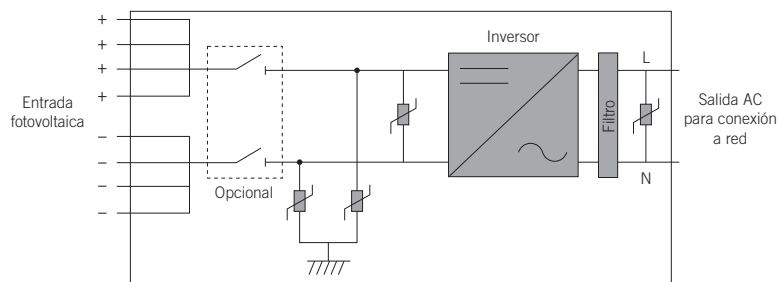 Entrada
fotovoltaica
+
+
+
+
−
−
−
−
Opcional
Inversor
Filtro
L
N
Salida AC
para conexión
a red